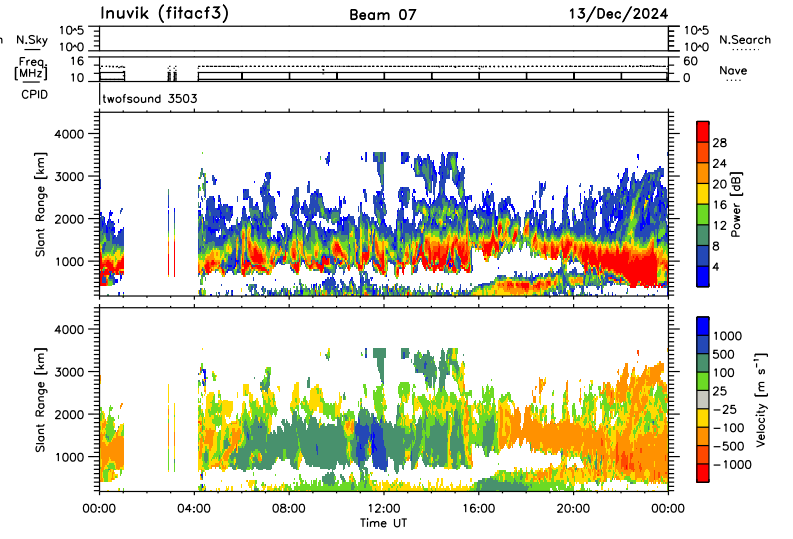 Inuvik (fitacf3) Beam 07 13/Dec/2024
n N.Sky 10^5 10^5 N.Search
10^0 10^0
Freq. 16 60 Nave
[MHz] 10 0
CPID twofsound 3503
Slant Range [km] 4000 3000 2000 1000
28 24 20 16 12 8 4 Power [dB]
Slant Range [km] 4000 3000 2000 1000
1000 500 100 25 −25 −100 −500 −1000 Velocity [m s⁻¹]
00:00 04:00 08:00 12:00 16:00 20:00 00:00
Time UT